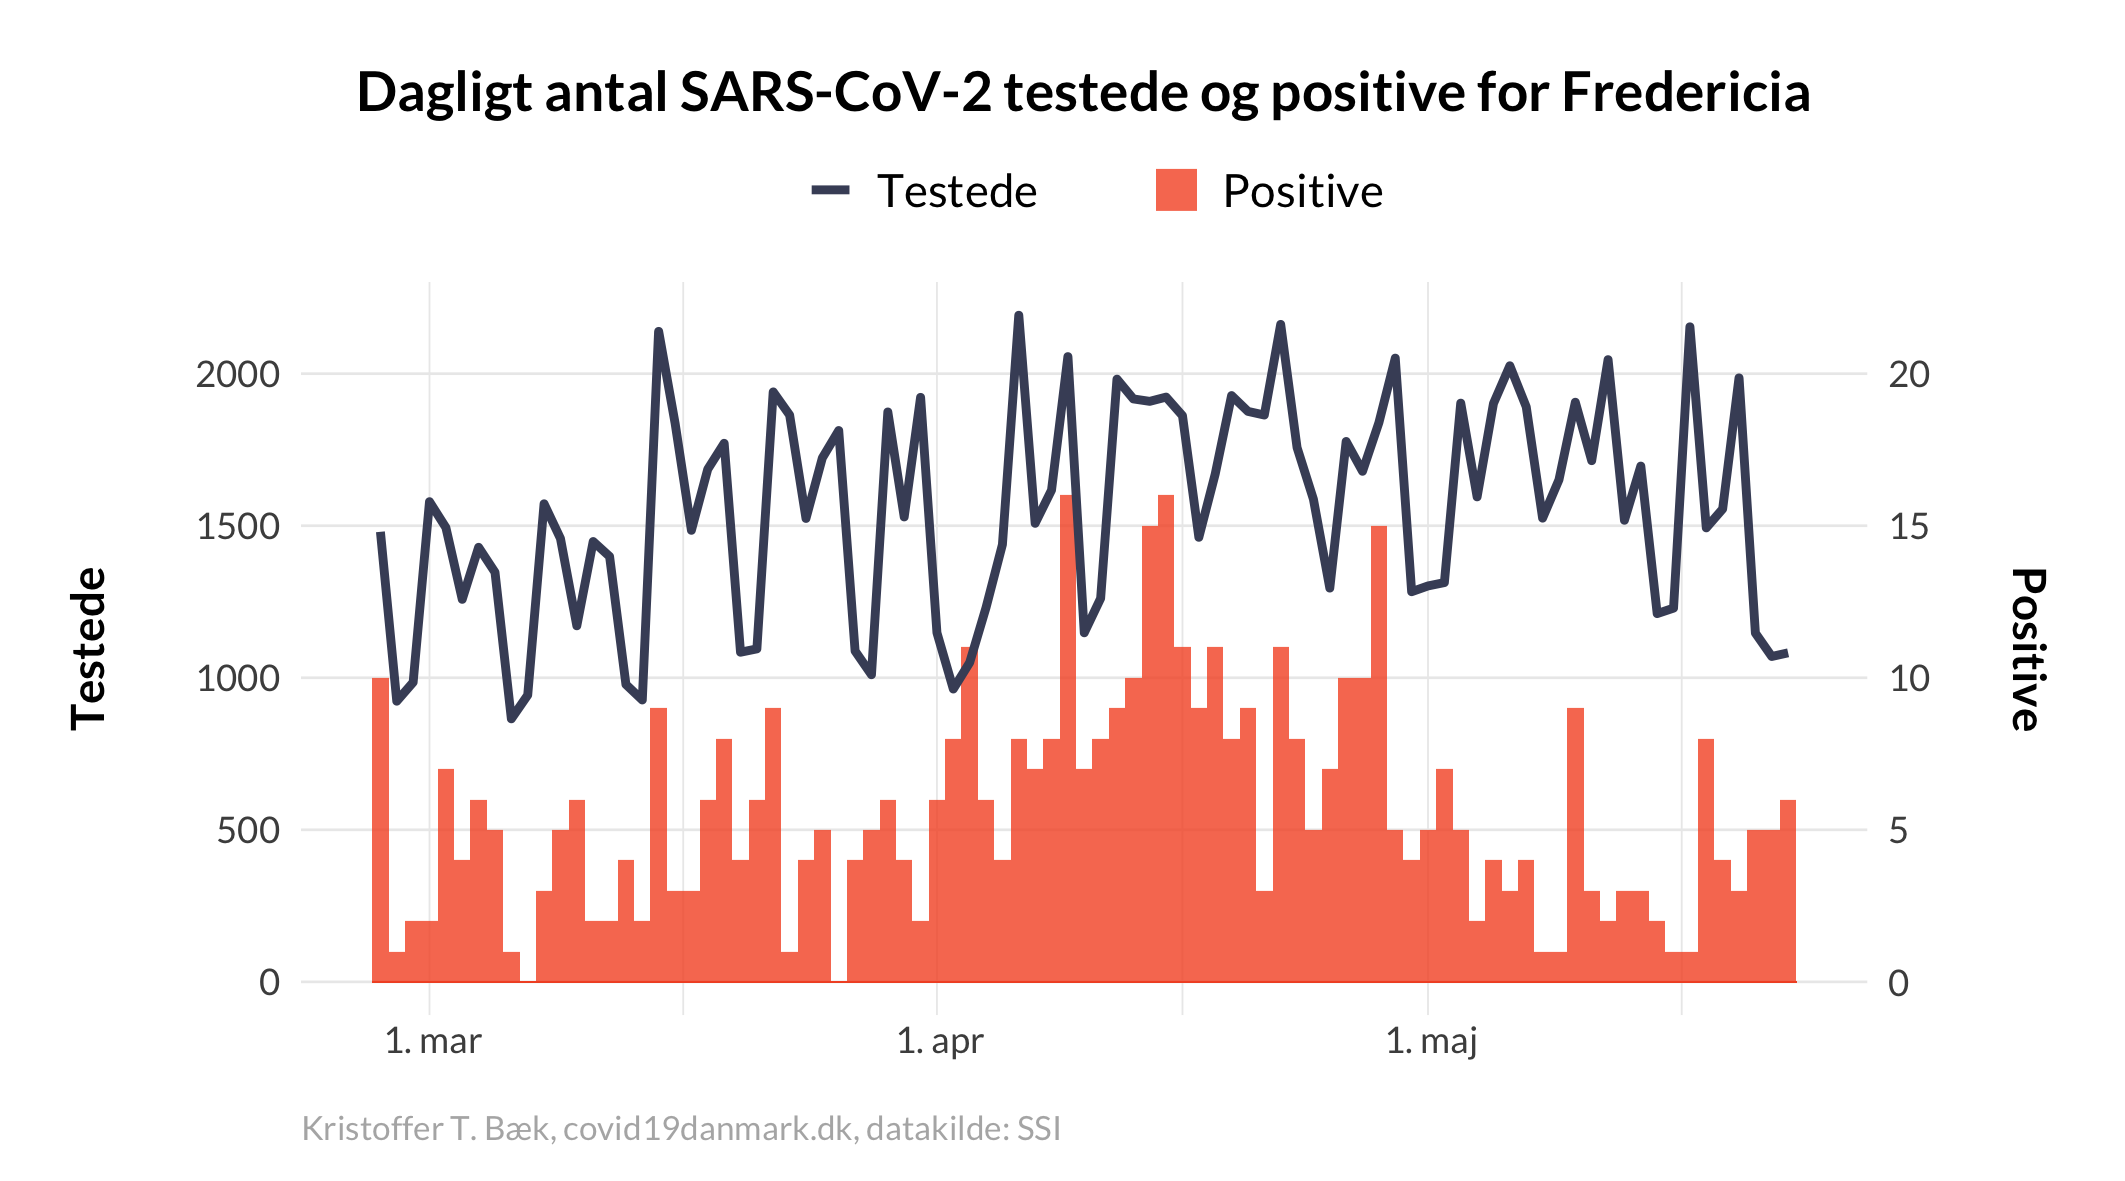 Dagligt antal SARS-CoV-2 testede og positive for Fredericia
Testede
Positive
2000
1500
1000
500
0
Testede
20
15
10
5
0
Positive
1. mar
1. apr
1. maj
Kristoffer T. Bæk, covid19danmark.dk, datakilde: SSI